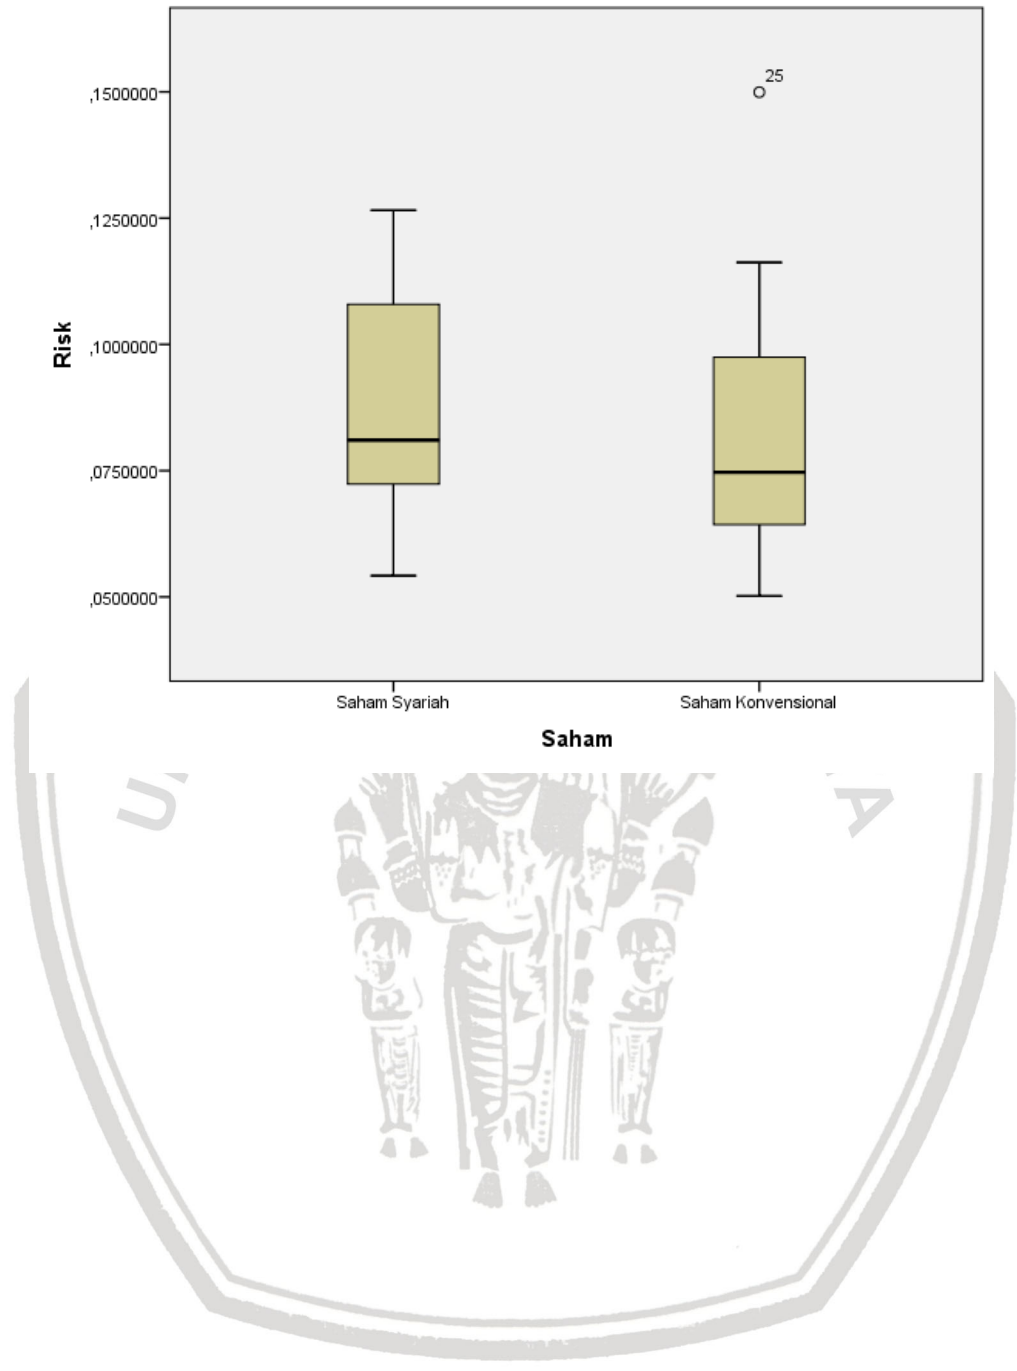 25
,1500000
,1250000
,1000000
,0750000
,0500000
Risk
Saham Syariah
Saham Konvensional
Saham
U
A